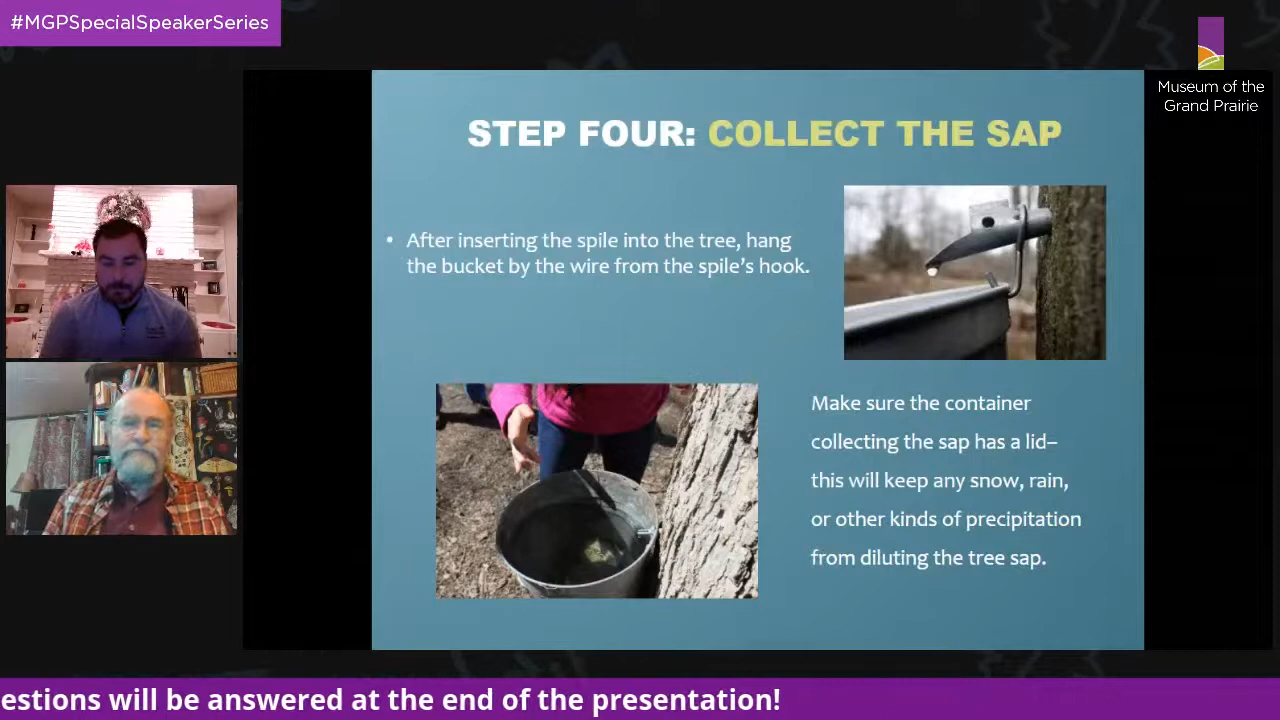 #MGPSpecialSpeakerSeries
Museum of the
Grand Prairie
STEP FOUR: COLLECT THE SAP
• After inserting the spile into the tree, hang
the bucket by the wire from the spile's hook.
Make sure the container
collecting the sap has a lid–
this will keep any snow, rain,
or other kinds of precipitation
from diluting the tree sap.
estions will be answered at the end of the presentation!